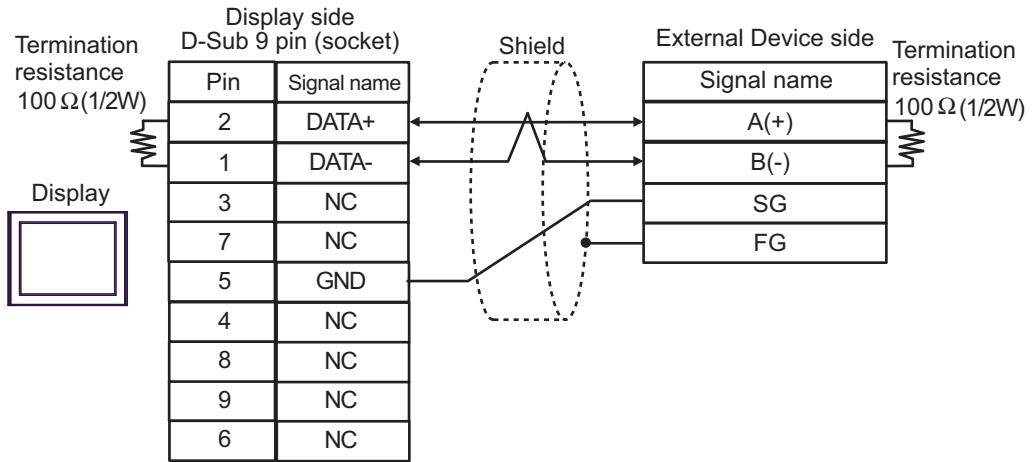 Display side
D-Sub 9 pin (socket)
Termination
resistance
100 Ω(1/2W)
Shield
External Device side
Termination
resistance
100 Ω(1/2W)
Pin Signal name
Signal name
2 DATA+
A(+)
1 DATA-
B(-)
Display
3 NC
SG
7 NC
FG
5 GND
4 NC
8 NC
9 NC
6 NC